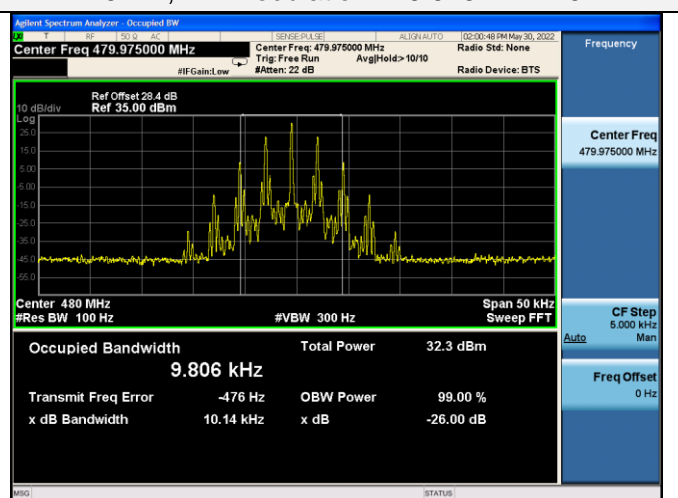 Agilent Spectrum Analyzer - Occupied BW
LXI T RF 50 Ω AC SENSE:PULSE ALIGN AUTO 02:00:48 PM May 30, 2022
Center Freq 479.975000 MHz Center Freq: 479.975000 MHz Radio Std: None Frequency
Trig: Free Run Avg|Hold:> 10/10
#IFGain:Low #Atten: 22 dB Radio Device: BTS
Ref Offset 28.4 dB
10 dB/div Ref 35.00 dBm
Log
25.0
15.0
5.00
-5.00
-15.0
-25.0
-35.0
-45.0
-55.0
Center Freq
479.975000 MHz
Center 480 MHz Span 50 kHz
#Res BW 100 Hz #VBW 300 Hz Sweep FFT
CF Step
5.000 kHz
Auto Man
Occupied Bandwidth Total Power 32.3 dBm
9.806 kHz
Transmit Freq Error -476 Hz OBW Power 99.00 %
x dB Bandwidth 10.14 kHz x dB -26.00 dB
Freq Offset
0 Hz
MSG STATUS